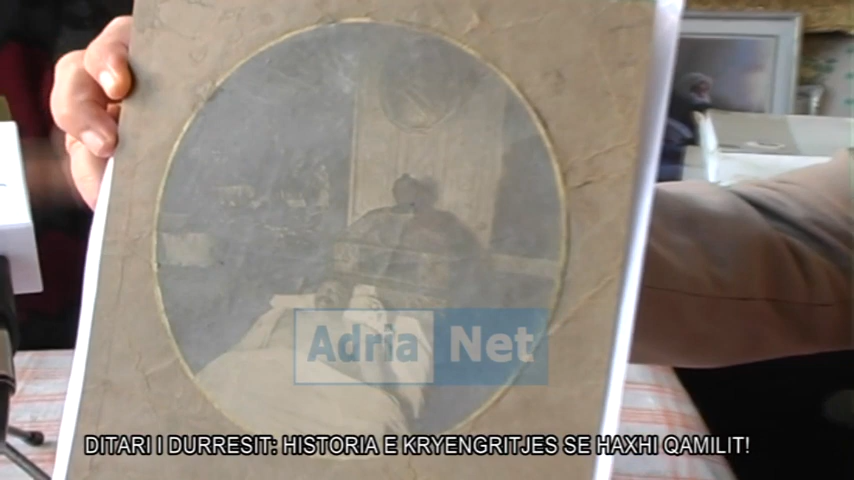 Adria Net
DITARI I DURRESIT: HISTORIA E KRYENGRITJES SE HAXHI QAMILIT!